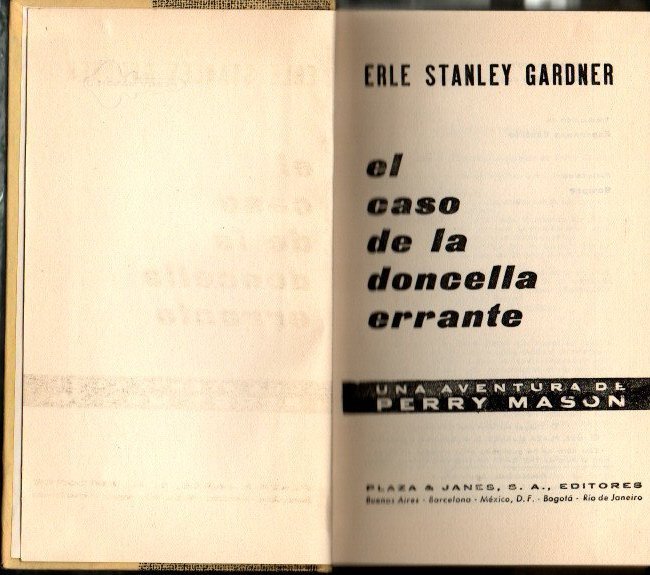 ERLE STANLEY GARDNER
el
caso
de la
doncella
errante
UNA AVENTURA DE
PERRY MASON
PLAZA & JANES, S. A., EDITORES
Buenos Aires - Barcelona - México, D. F. - Bogotá - Rio de Janeiro